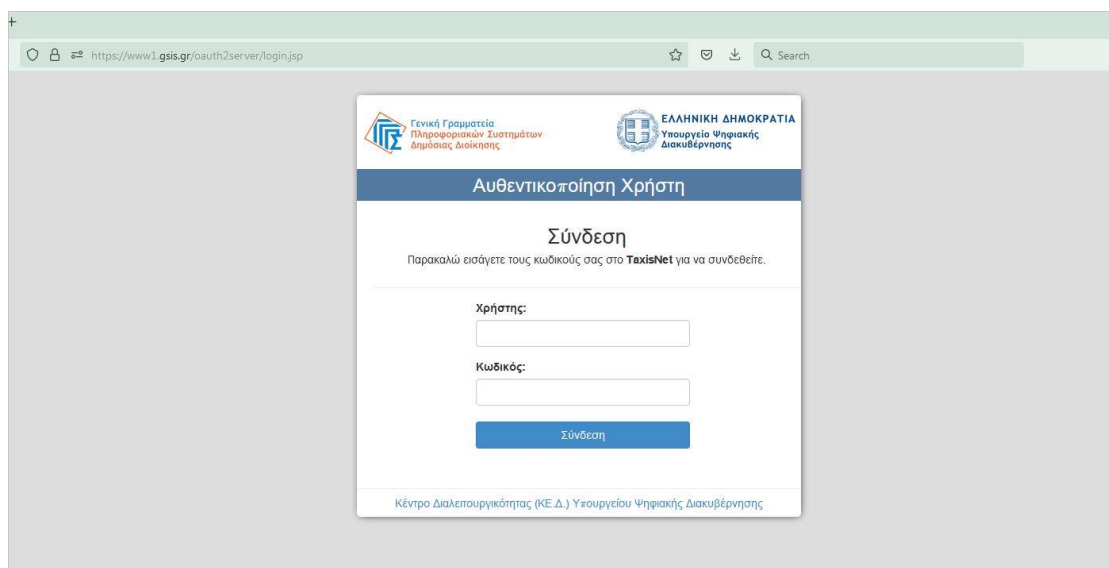 +
https://www1.gsis.gr/oauth2server/login.jsp
Search
Γενική Γραμματεία
Πληροφοριακών Συστημάτων
Δημόσιας Διοίκησης
ΕΛΛΗΝΙΚΗ ΔΗΜΟΚΡΑΤΙΑ
Υπουργείο Ψηφιακής
Διακυβέρνησης
Αυθεντικοποίηση Χρήστη
Σύνδεση
Παρακαλώ εισάγετε τους κωδικούς σας στο TaxisNet για να συνδεθείτε.
Χρήστης:
Κωδικός:
Σύνδεση
Κέντρο Διαλειτουργικότητας (ΚΕ.Δ.) Υπουργείου Ψηφιακής Διακυβέρνησης